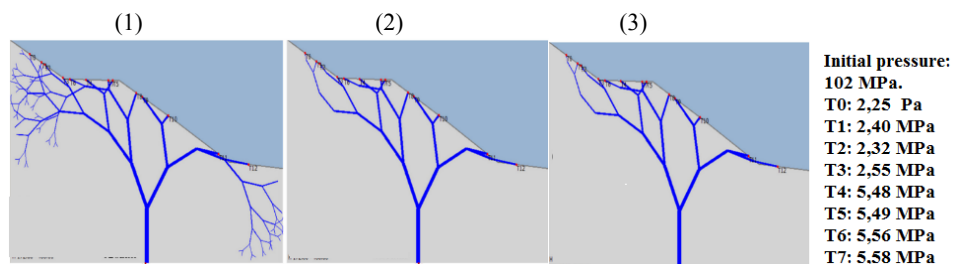 (1) (2) (3)
Initial pressure:
102 MPa.
T0: 2,25 Pa
T1: 2,40 MPa
T2: 2,32 MPa
T3: 2,55 MPa
T4: 5,48 MPa
T5: 5,49 MPa
T6: 5,56 MPa
T7: 5,58 MPa